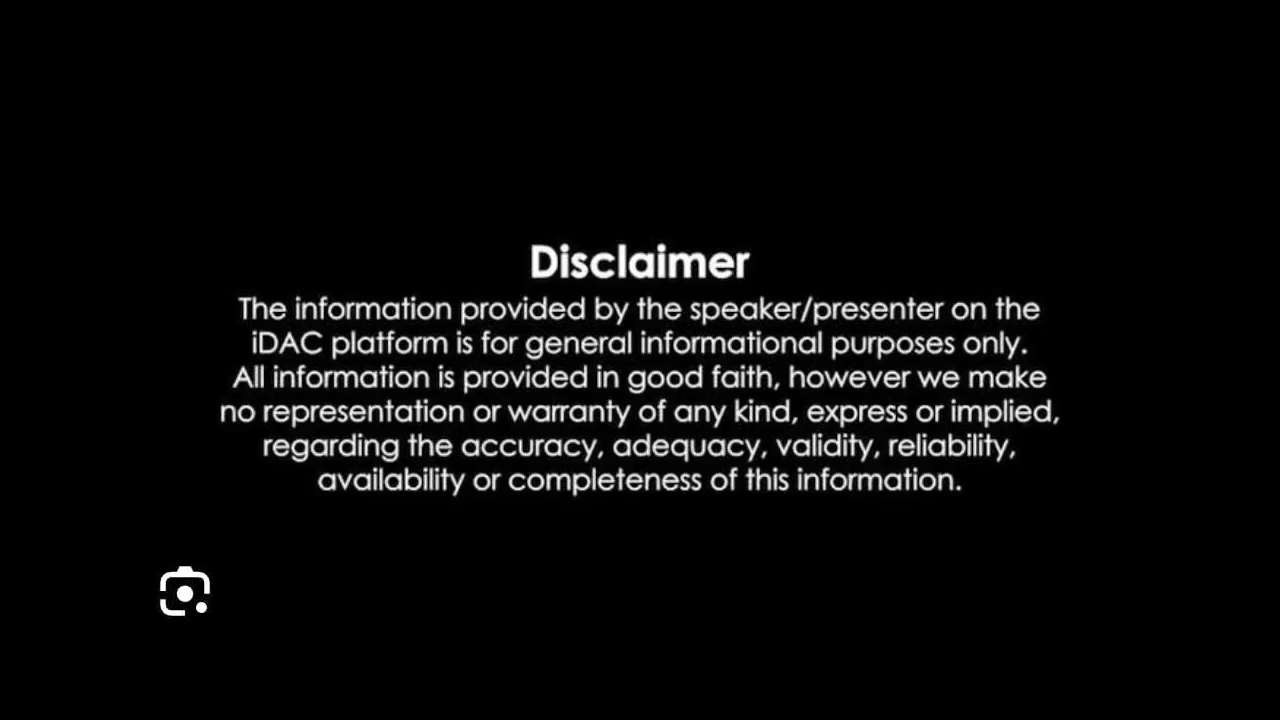 Disclaimer
The information provided by the speaker/presenter on the
iDAC platform is for general informational purposes only.
All information is provided in good faith, however we make
no representation or warranty of any kind, express or implied,
regarding the accuracy, adequacy, validity, reliability,
availability or completeness of this information.